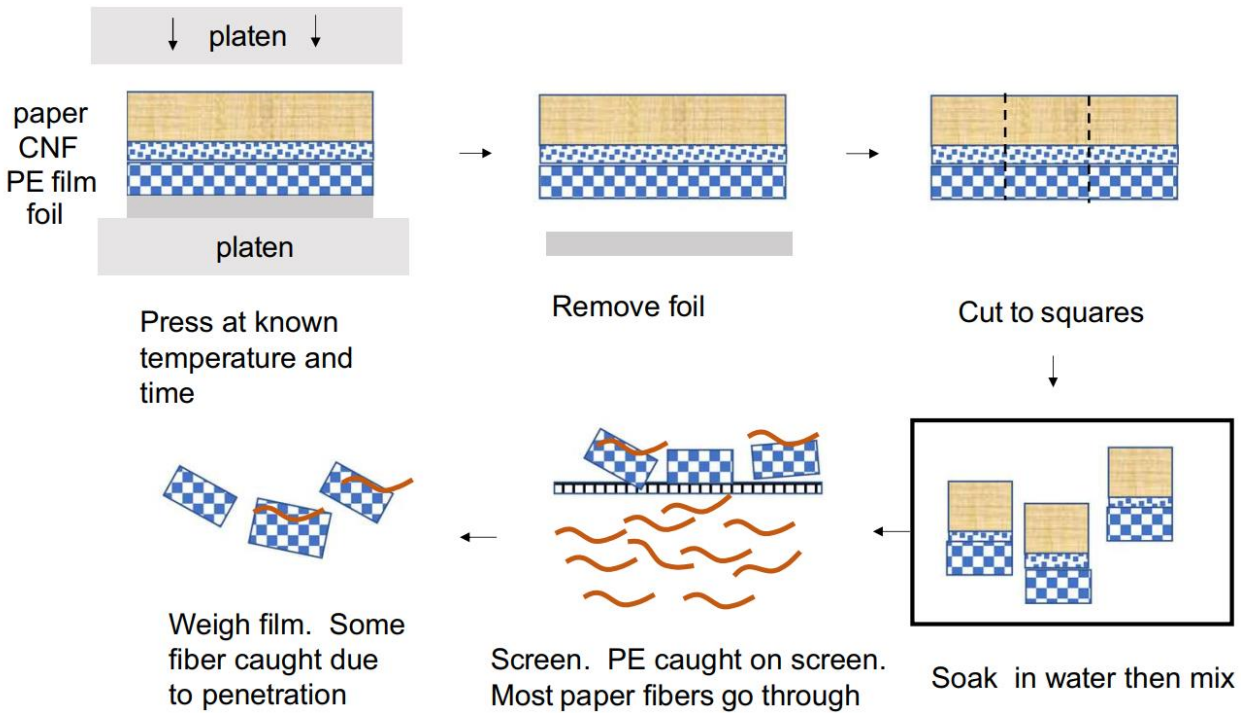 platen
paper
CNF
PE film
foil
platen
Press at known
temperature and
time
Remove foil
Cut to squares
Soak in water then mix
Screen. PE caught on screen.
Most paper fibers go through
Weigh film. Some
fiber caught due
to penetration